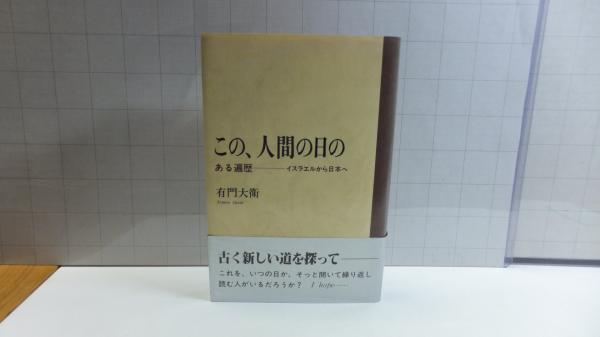 この、人間の日の
ある遍歴――イスラエルから日本へ
有門大衛
古く新しい道を探って――
これを、いつの日か、そっと開いて繰り返し
読む人がいるだろうか？ I hope……